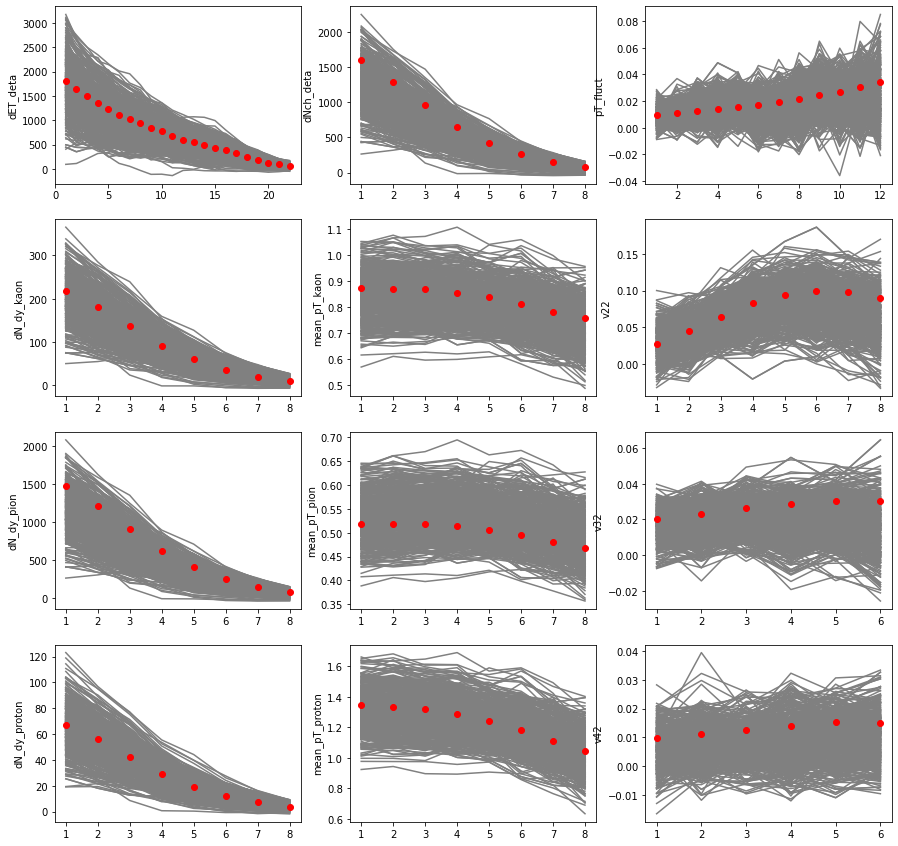 dET_deta
3000
2500
2000
1500
1000
500
0
0 5 10 15 20
dNch_deta
2000
1500
1000
500
0
1 2 3 4 5 6 7 8
pT_fluct
0.08
0.06
0.04
0.02
0.00
−0.02
−0.04
2 4 6 8 10 12
dN_dy_kaon
300
200
100
0
1 2 3 4 5 6 7 8
mean_pT_kaon
1.1
1.0
0.9
0.8
0.7
0.6
0.5
1 2 3 4 5 6 7 8
v22
0.15
0.10
0.05
0.00
1 2 3 4 5 6 7 8
dN_dy_pion
2000
1500
1000
500
0
1 2 3 4 5 6 7 8
mean_pT_pion
0.70
0.65
0.60
0.55
0.50
0.45
0.40
0.35
1 2 3 4 5 6 7 8
v32
0.06
0.04
0.02
0.00
−0.02
1 2 3 4 5 6
dN_dy_proton
120
100
80
60
40
20
0
1 2 3 4 5 6 7 8
mean_pT_proton
1.6
1.4
1.2
1.0
0.8
0.6
1 2 3 4 5 6 7 8
v42
0.04
0.03
0.02
0.01
0.00
−0.01
1 2 3 4 5 6